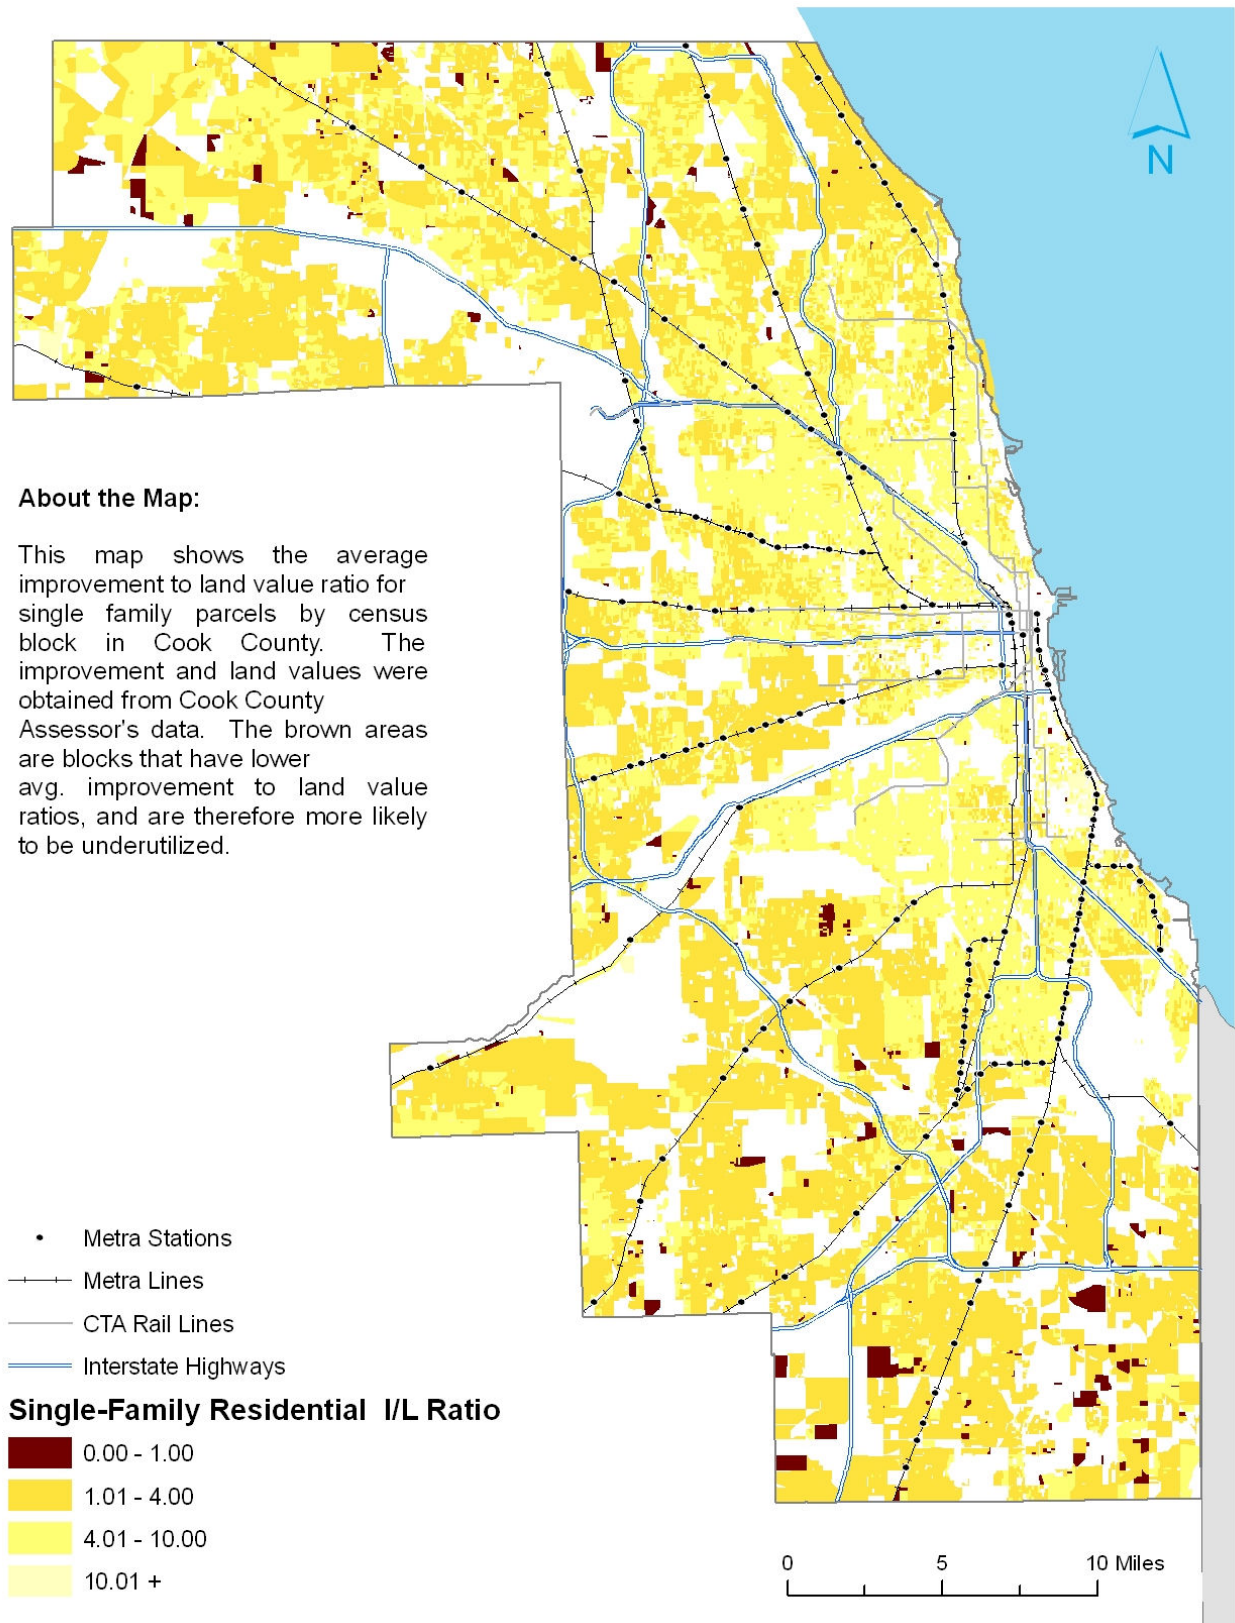 N
About the Map:
This map shows the average
improvement to land value ratio for
single family parcels by census
block in Cook County. The
improvement and land values were
obtained from Cook County
Assessor's data. The brown areas
are blocks that have lower
avg. improvement to land value
ratios, and are therefore more likely
to be underutilized.
Metra Stations
Metra Lines
CTA Rail Lines
Interstate Highways
Single-Family Residential I/L Ratio
0.00 - 1.00
1.01 - 4.00
4.01 - 10.00
10.01 +
0 5 10 Miles